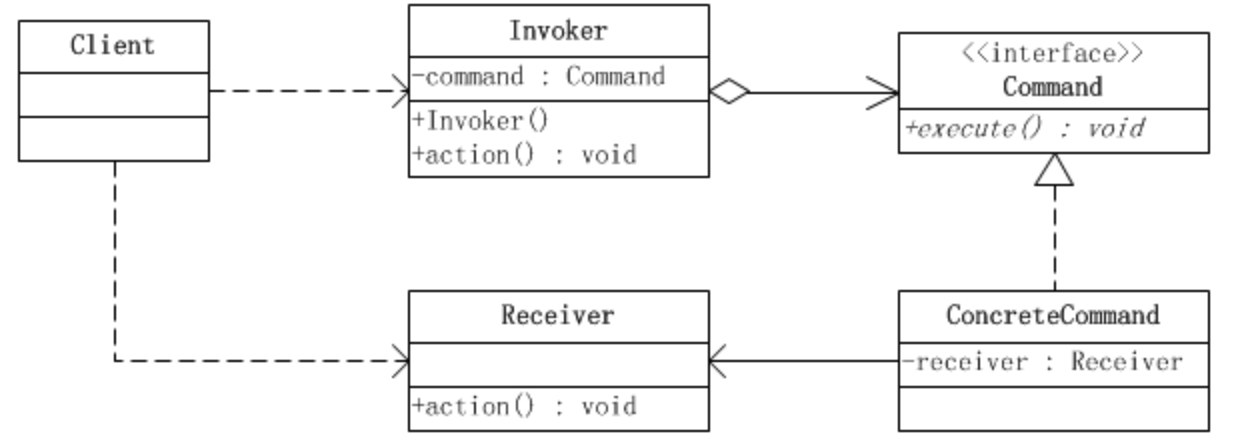 Client
Invoker
-command : Command
+Invoker()
+action() : void
<<interface>>
Command
+execute() : void
Receiver
+action() : void
ConcreteCommand
-receiver : Receiver